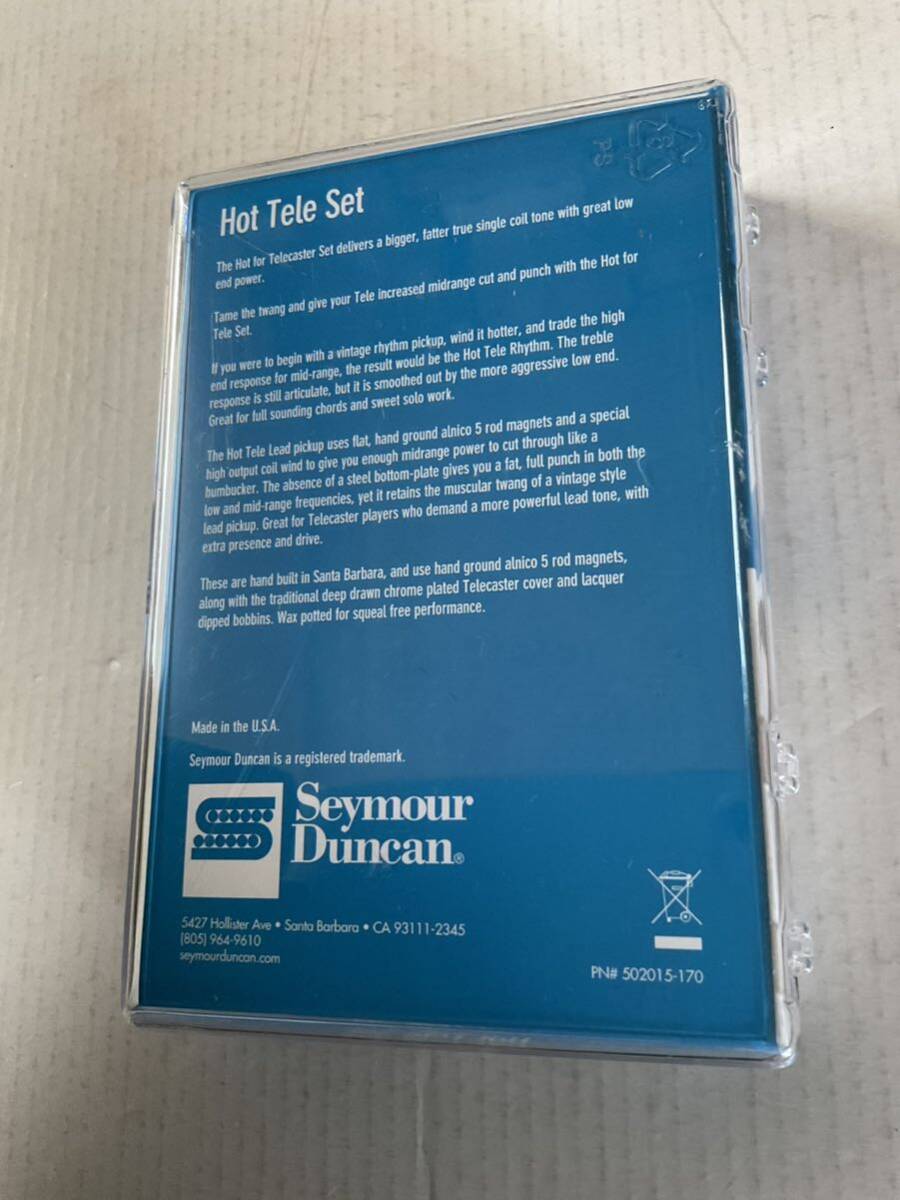 Hot Tele Set
The Hot for Telecaster Set delivers a bigger, fatter true single coil tone with great low
end power.
Tame the twang and give your Tele increased midrange cut and punch with the Hot for
Tele Set.
If you were to begin with a vintage rhythm pickup, wind it hotter, and trade the high
end response for mid-range, the result would be the Hot Tele Rhythm. The treble
response is still articulate, but it is smoothed out by the more aggressive low end.
Great for full sounding chords and sweet solo work.
The Hot Tele Lead pickup uses flat, hand ground alnico 5 rod magnets and a special
high output coil wind to give you enough midrange power to cut through like a
humbucker. The absence of a steel bottom-plate gives you a fat, full punch in both the
low and mid-range frequencies, yet it retains the muscular twang of a vintage style
lead pickup. Great for Telecaster players who demand a more powerful lead tone, with
extra presence and drive.
These are hand built in Santa Barbara, and use hand ground alnico 5 rod magnets,
along with the traditional deep drawn chrome plated Telecaster cover and lacquer
dipped bobbins. Wax potted for squeal free performance.
Made in the U.S.A.
Seymour Duncan is a registered trademark.
Seymour
Duncan®
5427 Hollister Ave • Santa Barbara • CA 93111-2345
(805) 964-9610
seymourduncan.com
PN# 502015-170
PS